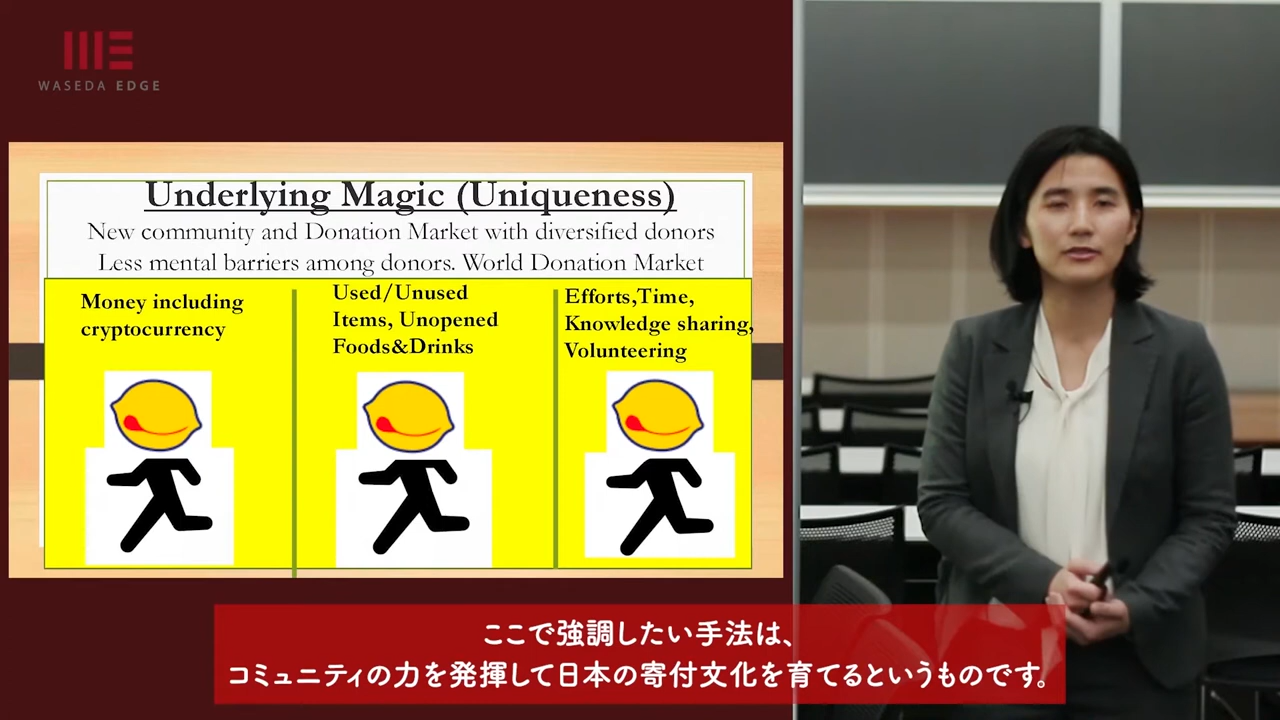 WASEDA EDGE
Underlying Magic (Uniqueness)
New community and Donation Market with diversified donors
Less mental barriers among donors. World Donation Market
Money including
cryptocurrency
Used/Unused
Items, Unopened
Foods&Drinks
Efforts,Time,
Knowledge sharing,
Volunteering
ここで強調したい手法は、
コミュニティの力を発揮して日本の寄付文化を育てるというものです。